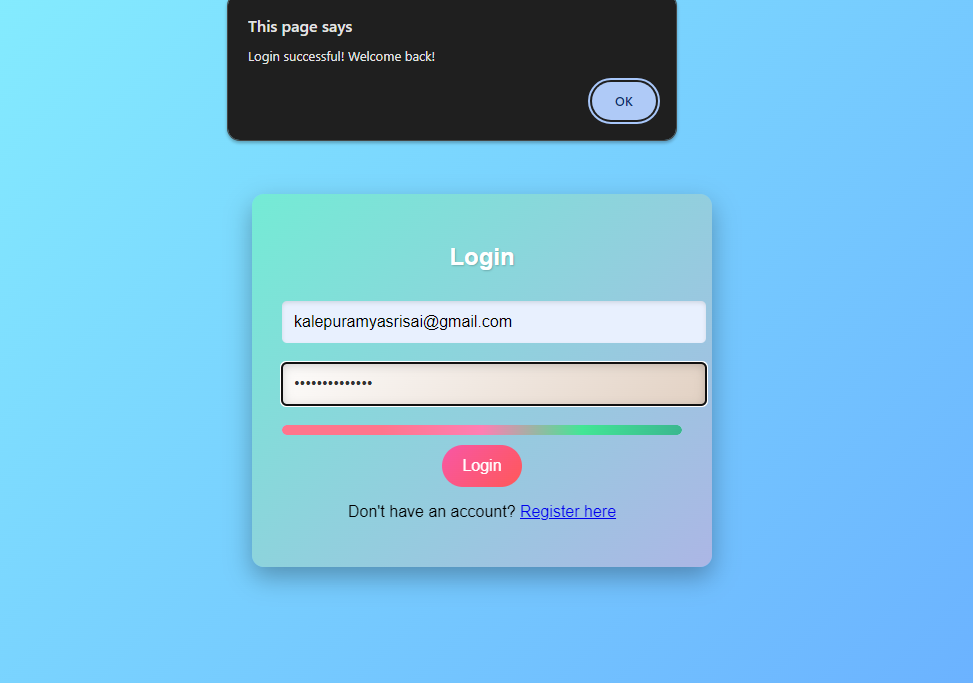 This page says
Login successful! Welcome back!
OK
Login
kalepuramyasrisai@gmail.com
••••••••••••••
Login
Don't have an account? Register here